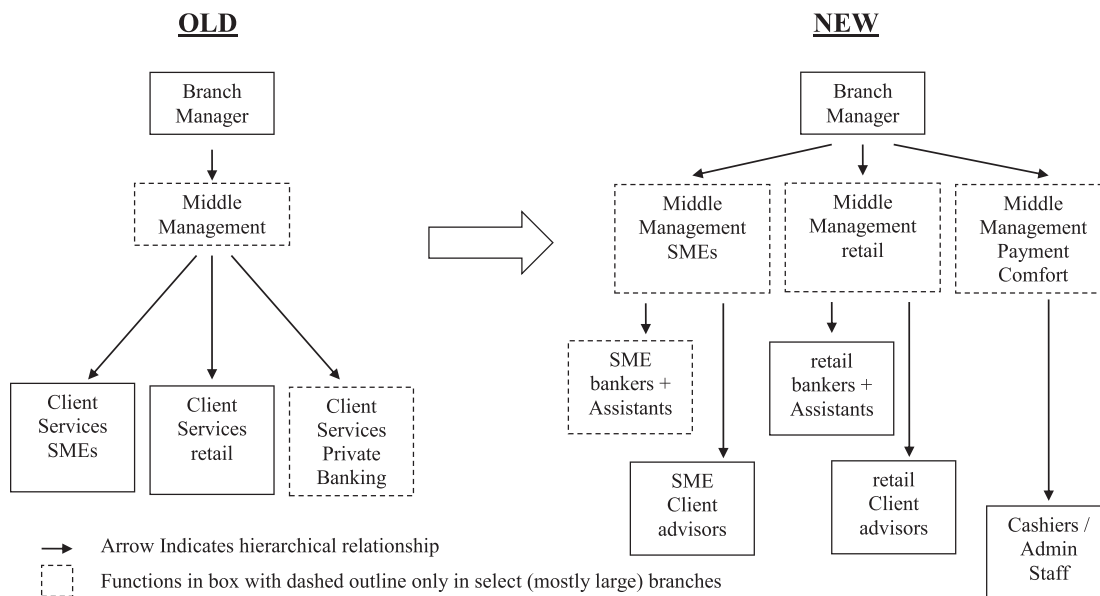 OLD
Branch
Manager
Middle
Management
Client
Services
SMEs
Client
Services
retail
Client
Services
Private
Banking
NEW
Branch
Manager
Middle
Management
SMEs
Middle
Management
retail
Middle
Management
Payment
Comfort
SME
bankers +
Assistants
retail
bankers +
Assistants
SME
Client
advisors
retail
Client
advisors
Cashiers /
Admin
Staff
Arrow Indicates hierarchical relationship
Functions in box with dashed outline only in select (mostly large) branches